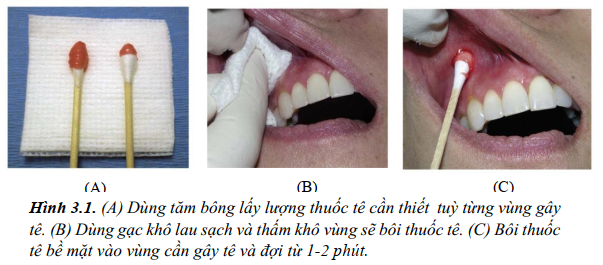 (A) (B) (C)
Hình 3.1. (A) Dùng tăm bông lấy lượng thuốc tê cần thiết tuỳ từng vùng gây
tê. (B) Dùng gạc khô lau sạch và thấm khô vùng sẽ bôi thuốc tê. (C) Bôi thuốc
tê bề mặt vào vùng cần gây tê và đợi từ 1-2 phút.